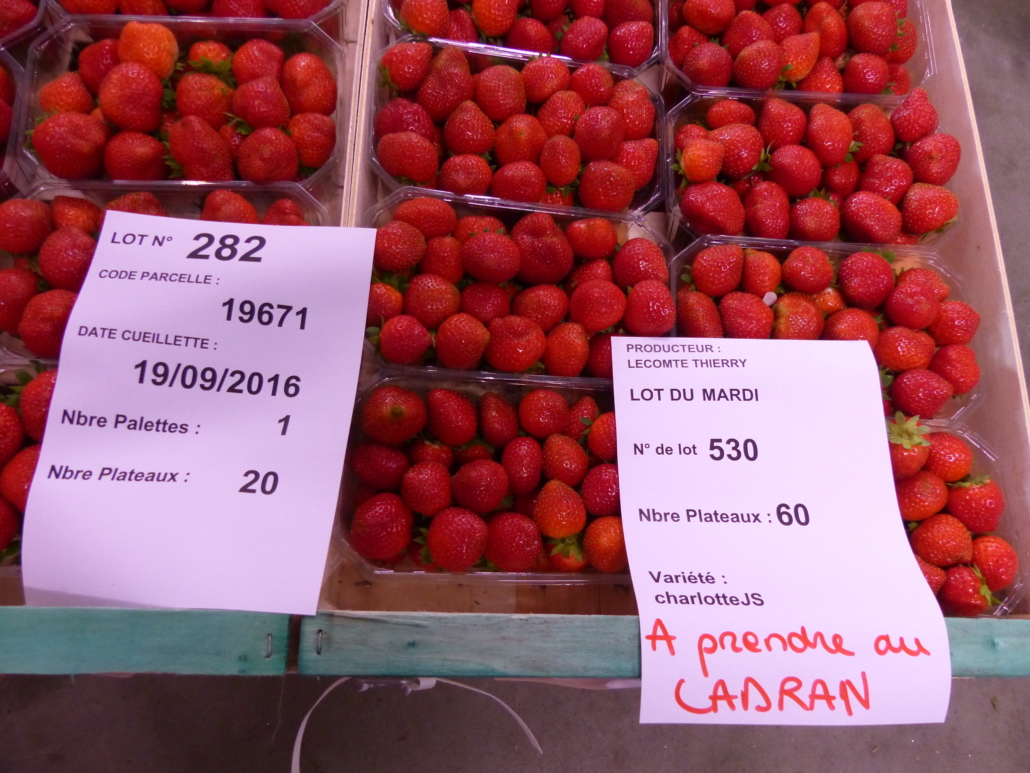 LOT N° 282
CODE PARCELLE :
19671
DATE CUEILLETTE :
19/09/2016
Nbre Palettes : 1
Nbre Plateaux : 20
PRODUCTEUR :
LECOMTE THIERRY
LOT DU MARDI
N° de lot 530
Nbre Plateaux : 60
Variété :
charlotteJS
A prendre au
CADRAN